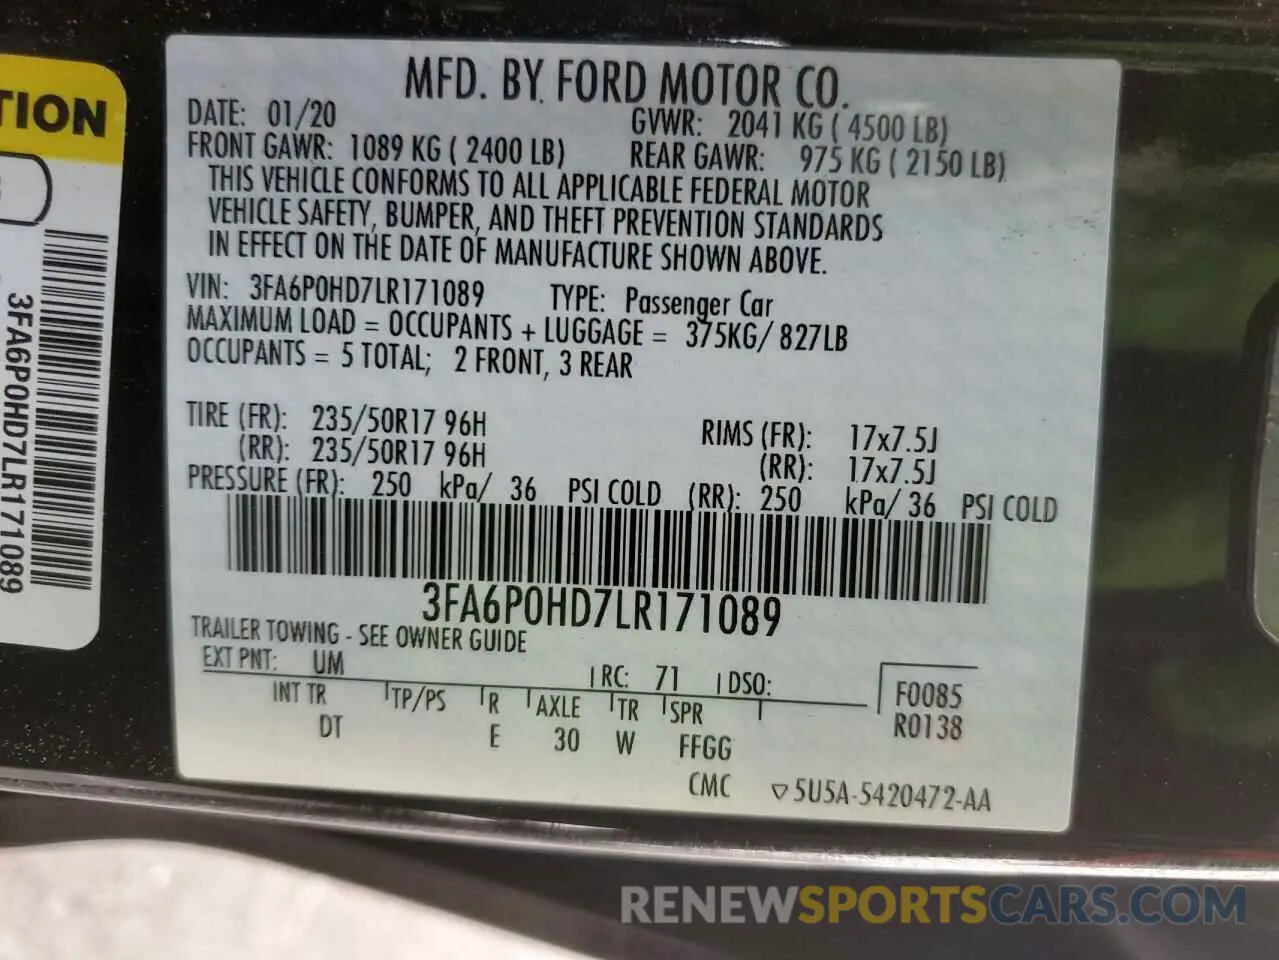 TION
3FA6P0HD7LR171089
MFD. BY FORD MOTOR CO.
DATE: 01/20 GVWR: 2041 KG ( 4500 LB)
FRONT GAWR: 1089 KG ( 2400 LB) REAR GAWR: 975 KG ( 2150 LB)
THIS VEHICLE CONFORMS TO ALL APPLICABLE FEDERAL MOTOR
VEHICLE SAFETY, BUMPER, AND THEFT PREVENTION STANDARDS
IN EFFECT ON THE DATE OF MANUFACTURE SHOWN ABOVE.
VIN: 3FA6P0HD7LR171089 TYPE: Passenger Car
MAXIMUM LOAD = OCCUPANTS + LUGGAGE = 375KG/ 827LB
OCCUPANTS = 5 TOTAL; 2 FRONT, 3 REAR
TIRE (FR): 235/50R17 96H RIMS (FR): 17x7.5J
(RR): 235/50R17 96H (RR): 17x7.5J
PRESSURE (FR): 250 kPa/ 36 PSI COLD (RR): 250 kPa/ 36 PSI COLD
3FA6P0HD7LR171089
TRAILER TOWING - SEE OWNER GUIDE
EXT PNT: UM RC: 71 DSO: F0085
INT TR TP/PS R AXLE TR SPR R0138
DT E 30 W FFGG
CMC ▽5U5A-5420472-AA
RENEWSPORTSCARS.COM